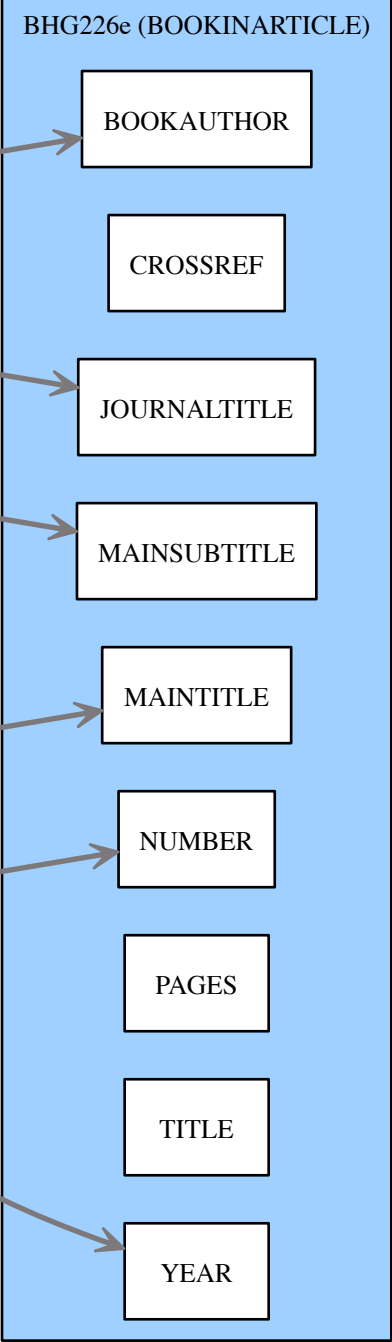 BHG226e (BOOKINARTICLE)
BOOKAUTHOR
CROSSREF
JOURNALTITLE
MAINSUBTITLE
MAINTITLE
NUMBER
PAGES
TITLE
YEAR